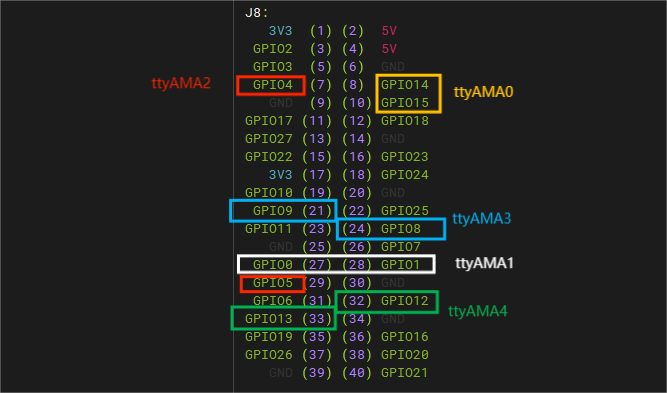 J8:
3V3 (1) (2) 5V
GPIO2 (3) (4) 5V
GPIO3 (5) (6) GND
ttyAMA2 GPIO4 (7) (8) GPIO14
GND (9) (10) GPIO15 ttyAMA0
GPIO17 (11) (12) GPIO18
GPIO27 (13) (14) GND
GPIO22 (15) (16) GPIO23
3V3 (17) (18) GPIO24
GPIO10 (19) (20) GND
GPIO9 (21) (22) GPIO25 ttyAMA3
GPIO11 (23) (24) GPIO8
GND (25) (26) GPIO7
GPIO0 (27) (28) GPIO1 ttyAMA1
GPIO5 (29) (30) GND
GPIO6 (31) (32) GPIO12 ttyAMA4
GPIO13 (33) (34) GND
GPIO19 (35) (36) GPIO16
GPIO26 (37) (38) GPIO20
GND (39) (40) GPIO21